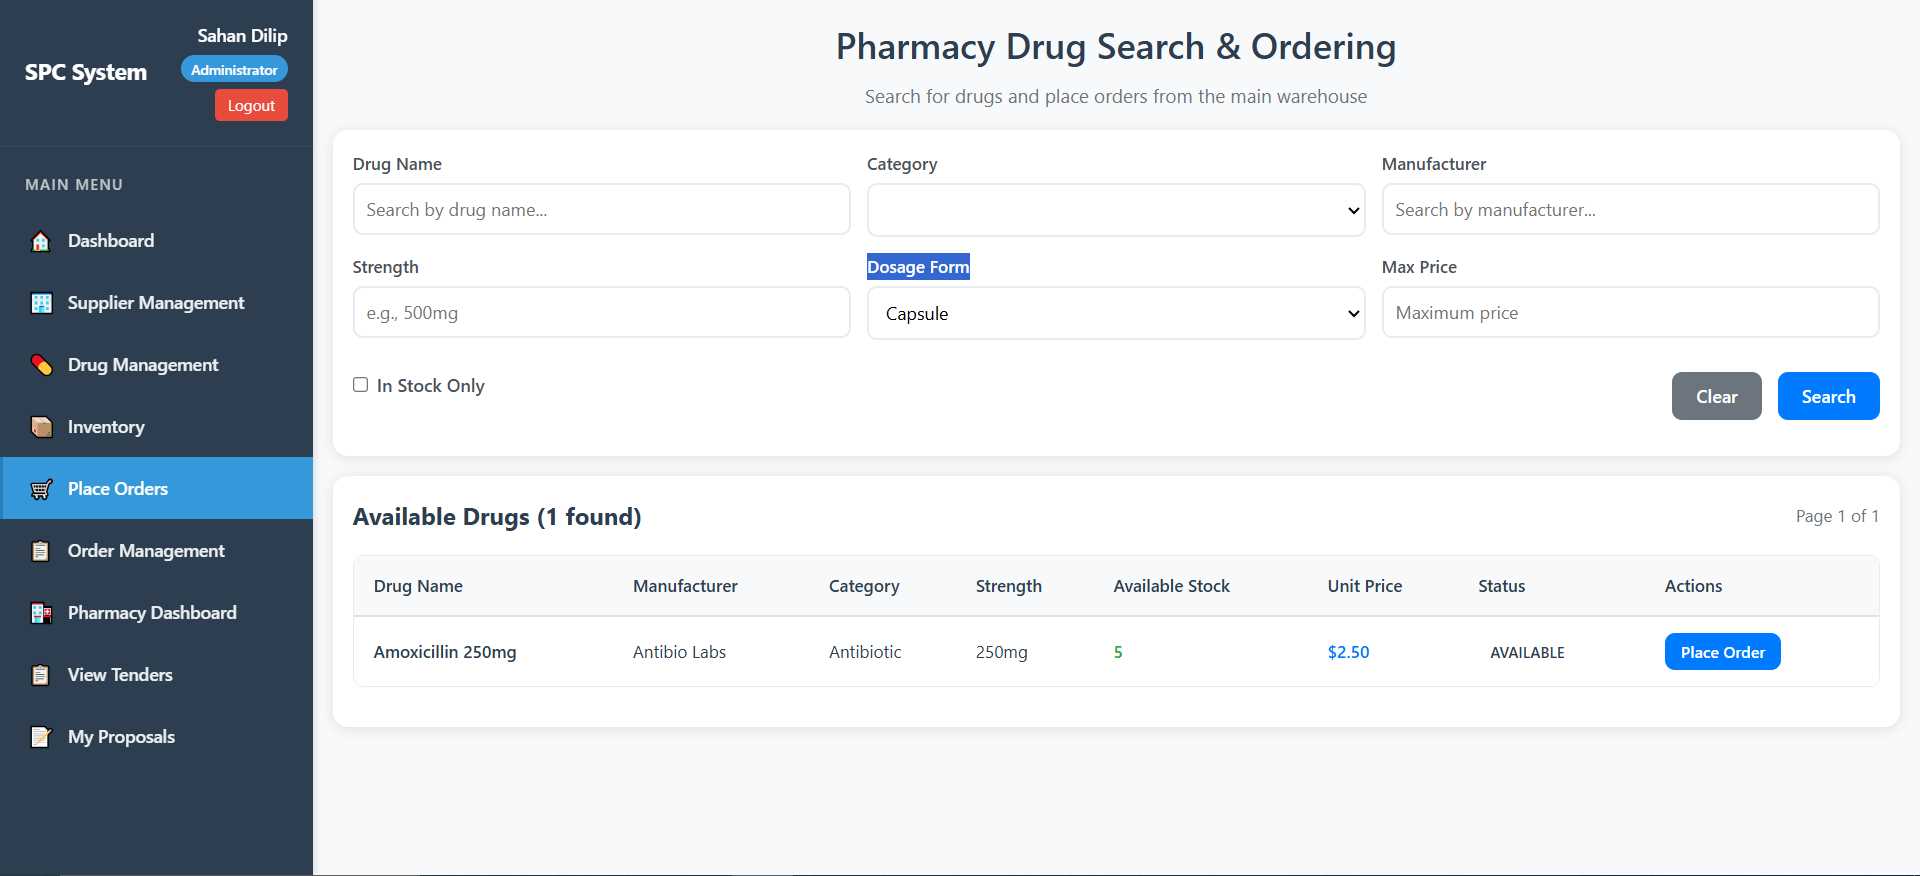 SPC System
Sahan Dilip
Administrator
Logout
MAIN MENU
Dashboard
Supplier Management
Drug Management
Inventory
Place Orders
Order Management
Pharmacy Dashboard
View Tenders
My Proposals
Pharmacy Drug Search & Ordering
Search for drugs and place orders from the main warehouse
Drug Name Category Manufacturer
Search by drug name... Search by manufacturer...
Strength Dosage Form Max Price
e.g., 500mg Capsule Maximum price
In Stock Only Clear Search
Available Drugs (1 found) Page 1 of 1
Drug Name Manufacturer Category Strength Available Stock Unit Price Status Actions
Amoxicillin 250mg Antibio Labs Antibiotic 250mg 5 $2.50 AVAILABLE Place Order